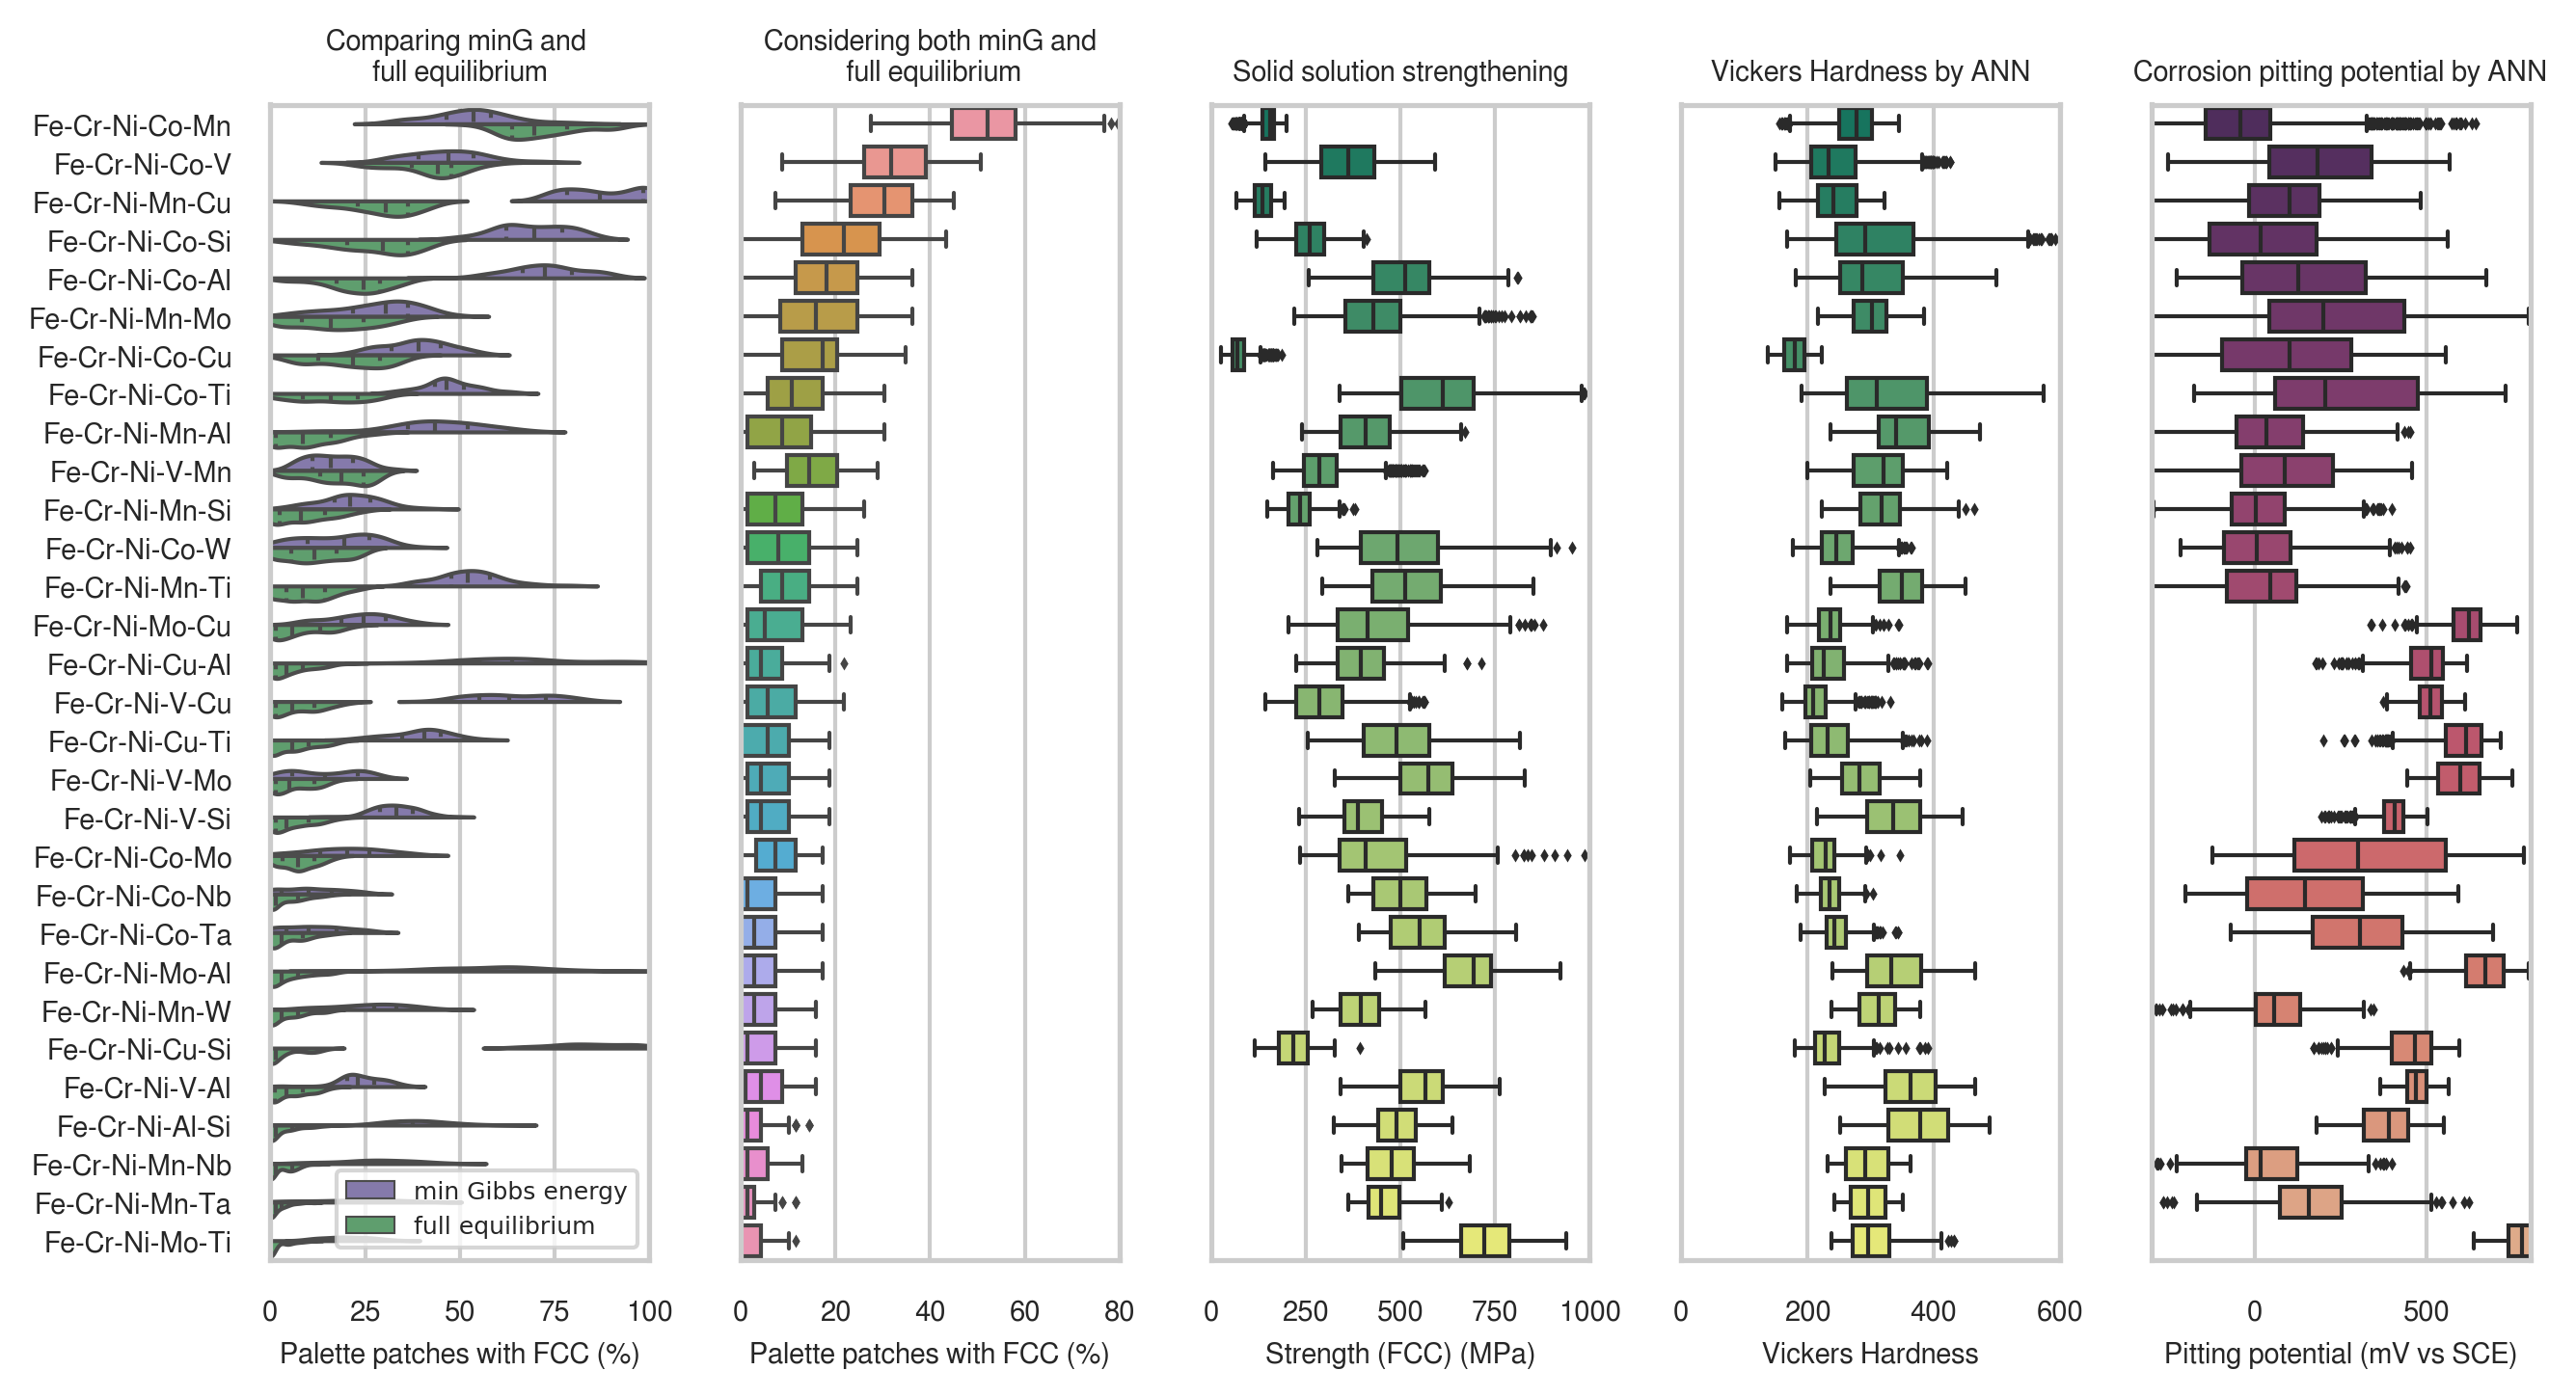 Comparing minG and
full equilibrium
Considering both minG and
full equilibrium
Solid solution strengthening
Vickers Hardness by ANN
Corrosion pitting potential by ANN
Fe-Cr-Ni-Co-Mn
Fe-Cr-Ni-Co-V
Fe-Cr-Ni-Mn-Cu
Fe-Cr-Ni-Co-Si
Fe-Cr-Ni-Co-Al
Fe-Cr-Ni-Mn-Mo
Fe-Cr-Ni-Co-Cu
Fe-Cr-Ni-Co-Ti
Fe-Cr-Ni-Mn-Al
Fe-Cr-Ni-V-Mn
Fe-Cr-Ni-Mn-Si
Fe-Cr-Ni-Co-W
Fe-Cr-Ni-Mn-Ti
Fe-Cr-Ni-Mo-Cu
Fe-Cr-Ni-Cu-Al
Fe-Cr-Ni-V-Cu
Fe-Cr-Ni-Cu-Ti
Fe-Cr-Ni-V-Mo
Fe-Cr-Ni-V-Si
Fe-Cr-Ni-Co-Mo
Fe-Cr-Ni-Co-Nb
Fe-Cr-Ni-Co-Ta
Fe-Cr-Ni-Mo-Al
Fe-Cr-Ni-Mn-W
Fe-Cr-Ni-Cu-Si
Fe-Cr-Ni-V-Al
Fe-Cr-Ni-Al-Si
Fe-Cr-Ni-Mn-Nb
Fe-Cr-Ni-Mn-Ta
Fe-Cr-Ni-Mo-Ti
min Gibbs energy
full equilibrium
0 25 50 75 100
0 20 40 60 80
0 250 500 750 1000
0 200 400 600
0 500
Palette patches with FCC (%)
Palette patches with FCC (%)
Strength (FCC) (MPa)
Vickers Hardness
Pitting potential (mV vs SCE)